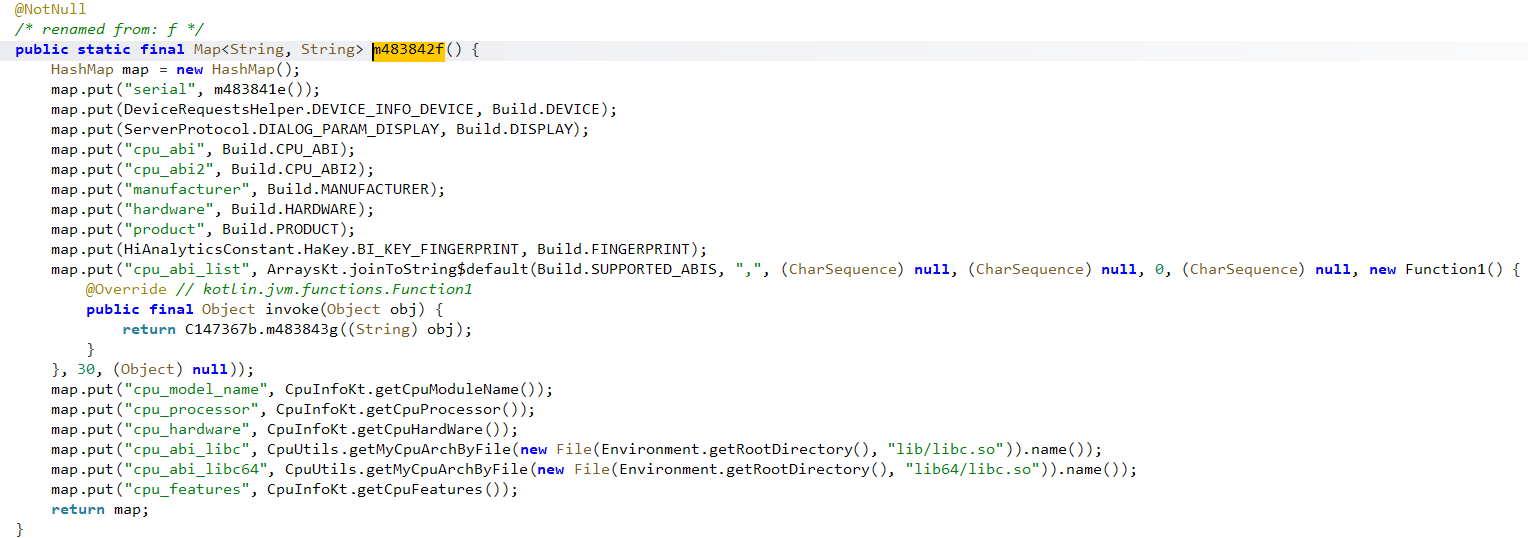 @NotNull
/* renamed from: f */
public static final Map<String, String> m483842f() {
    HashMap map = new HashMap();
    map.put("serial", m483841e());
    map.put(DeviceRequestsHelper.DEVICE_INFO_DEVICE, Build.DEVICE);
    map.put(ServerProtocol.DIALOG_PARAM_DISPLAY, Build.DISPLAY);
    map.put("cpu_abi", Build.CPU_ABI);
    map.put("cpu_abi2", Build.CPU_ABI2);
    map.put("manufacturer", Build.MANUFACTURER);
    map.put("hardware", Build.HARDWARE);
    map.put("product", Build.PRODUCT);
    map.put(HiAnalyticsConstant.HaKey.BI_KEY_FINGERPRINT, Build.FINGERPRINT);
    map.put("cpu_abi_list", ArraysKt.joinToString$default(Build.SUPPORTED_ABIS, ",", (CharSequence) null, (CharSequence) null, 0, (CharSequence) null, new Function1() {
        @Override // kotlin.jvm.functions.Function1
        public final Object invoke(Object obj) {
            return C147367b.m483843g((String) obj);
        }
    }, 30, (Object) null));
    map.put("cpu_model_name", CpuInfoKt.getCpuModuleName());
    map.put("cpu_processor", CpuInfoKt.getCpuProcessor());
    map.put("cpu_hardware", CpuInfoKt.getCpuHardWare());
    map.put("cpu_abi_libc", CpuUtils.getMyCpuArchByFile(new File(Environment.getRootDirectory(), "lib/libc.so")).name());
    map.put("cpu_abi_libc64", CpuUtils.getMyCpuArchByFile(new File(Environment.getRootDirectory(), "lib64/libc.so")).name());
    map.put("cpu_features", CpuInfoKt.getCpuFeatures());
    return map;
}